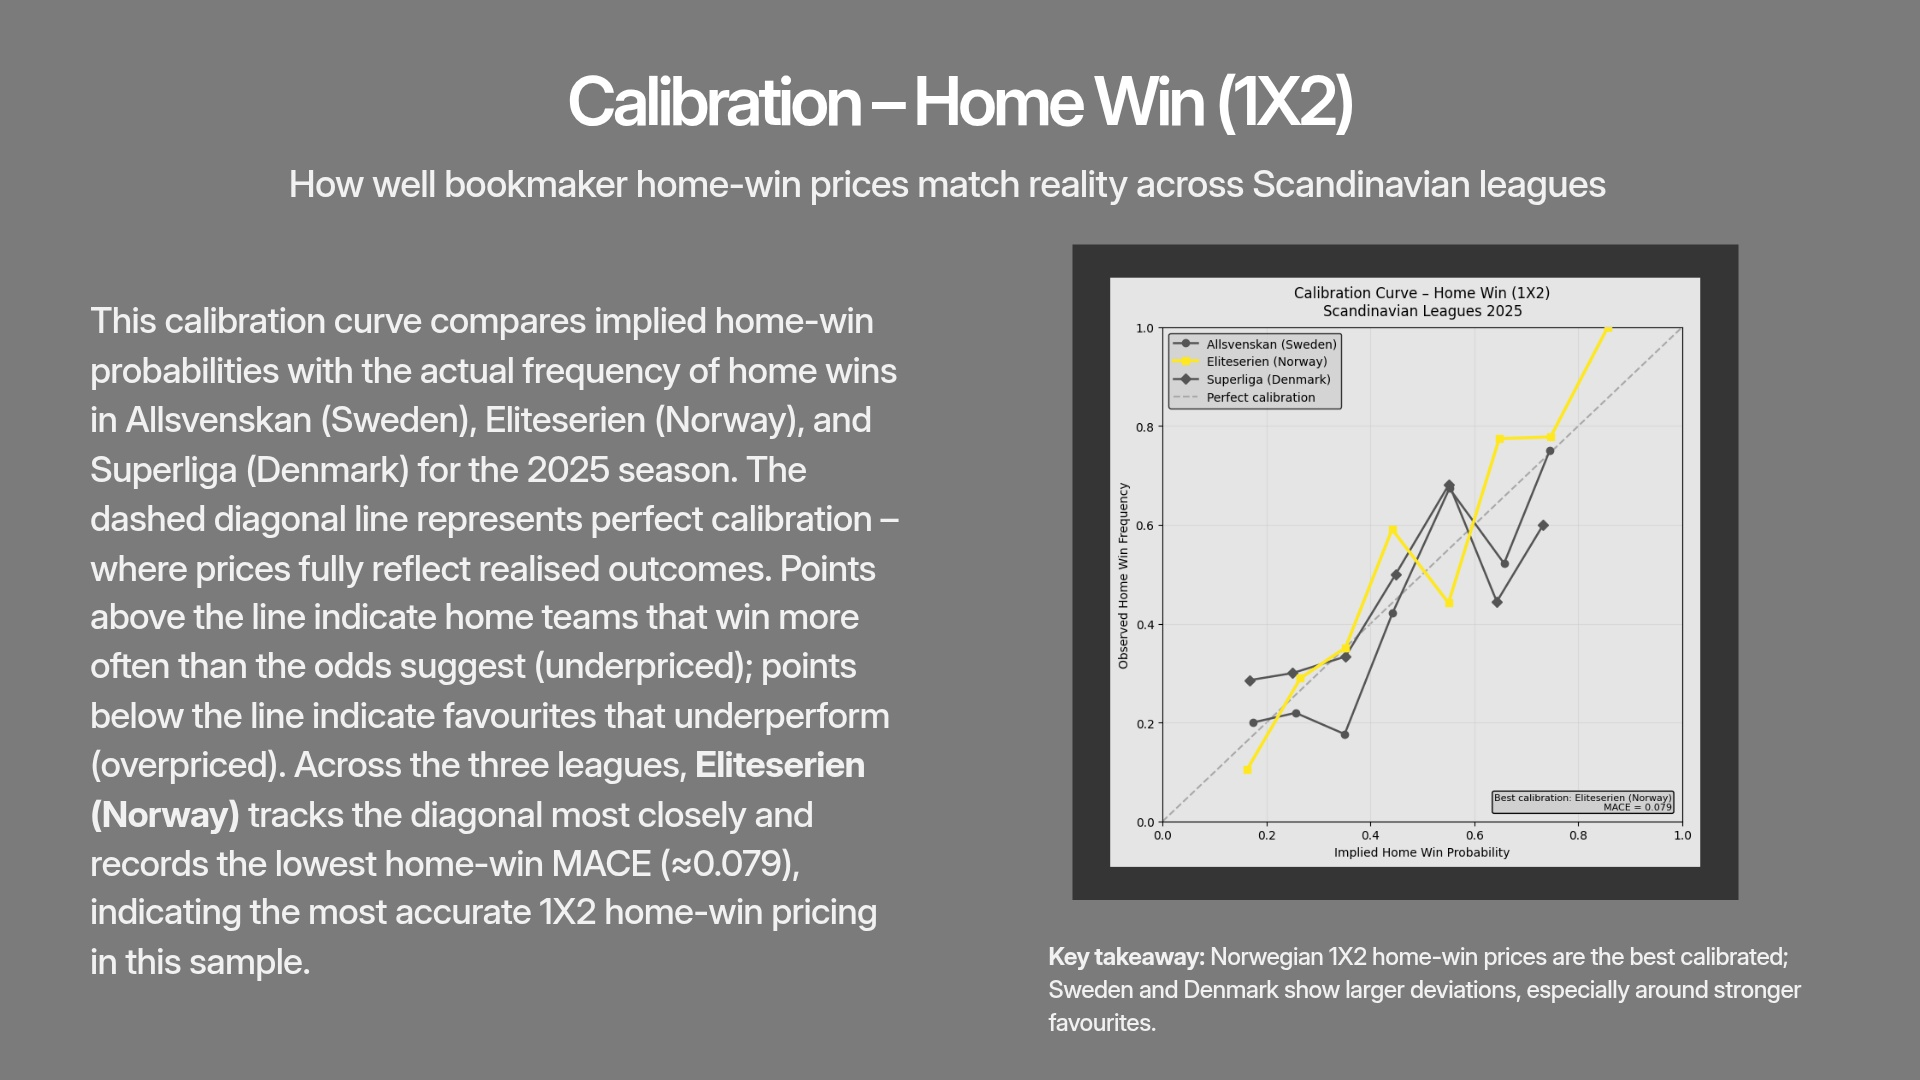 Calibration – Home Win (1X2)
How well bookmaker home-win prices match reality across Scandinavian leagues
This calibration curve compares implied home-win
probabilities with the actual frequency of home wins
in Allsvenskan (Sweden), Eliteserien (Norway), and
Superliga (Denmark) for the 2025 season. The
dashed diagonal line represents perfect calibration –
where prices fully reflect realised outcomes. Points
above the line indicate home teams that win more
often than the odds suggest (underpriced); points
below the line indicate favourites that underperform
(overpriced). Across the three leagues, Eliteserien
(Norway) tracks the diagonal most closely and
records the lowest home-win MACE (≈0.079),
indicating the most accurate 1X2 home-win pricing
in this sample.
Calibration Curve – Home Win (1X2)
Scandinavian Leagues 2025
Allsvenskan (Sweden)
Eliteserien (Norway)
Superliga (Denmark)
Perfect calibration
Observed Home Win Frequency
1.0
0.8
0.6
0.4
0.2
0.0
Best calibration: Eliteserien (Norway)
MACE = 0.079
0.0 0.2 0.4 0.6 0.8 1.0
Implied Home Win Probability
Key takeaway: Norwegian 1X2 home-win prices are the best calibrated;
Sweden and Denmark show larger deviations, especially around stronger
favourites.